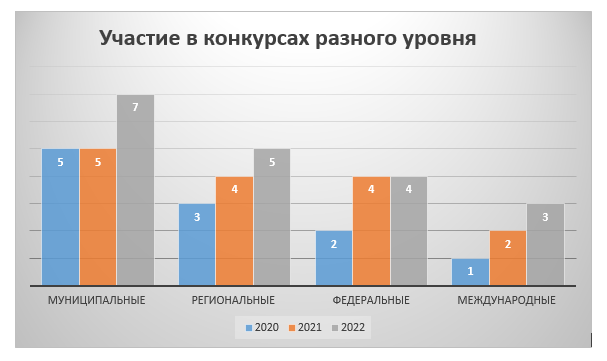 Участие в конкурсах разного уровня
5 5 7 3 4 5 2 4 4 1 2 3
МУНИЦИПАЛЬНЫЕ РЕГИОНАЛЬНЫЕ ФЕДЕРАЛЬНЫЕ МЕЖДУНАРОДНЫЕ
2020 2021 2022